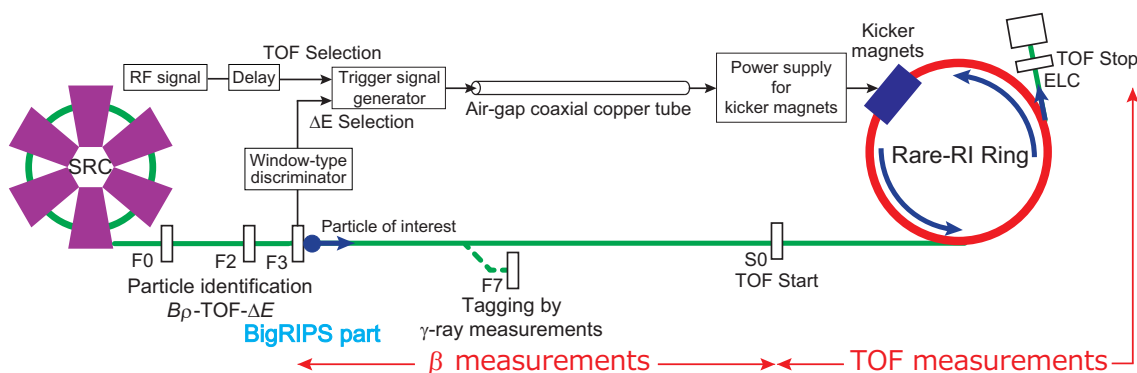 TOF Selection
RF signal
Delay
Trigger signal
generator
ΔE Selection
Air-gap coaxial copper tube
Power supply
for
kicker magnets
Kicker
magnets
TOF Stop
ELC
SRC
Window-type
discriminator
Rare-RI Ring
Particle of interest
F0
F2
F3
Particle identification
Bρ-TOF-ΔE
BigRIPS part
F7
Tagging by
γ-ray measurements
S0
TOF Start
β measurements
TOF measurements